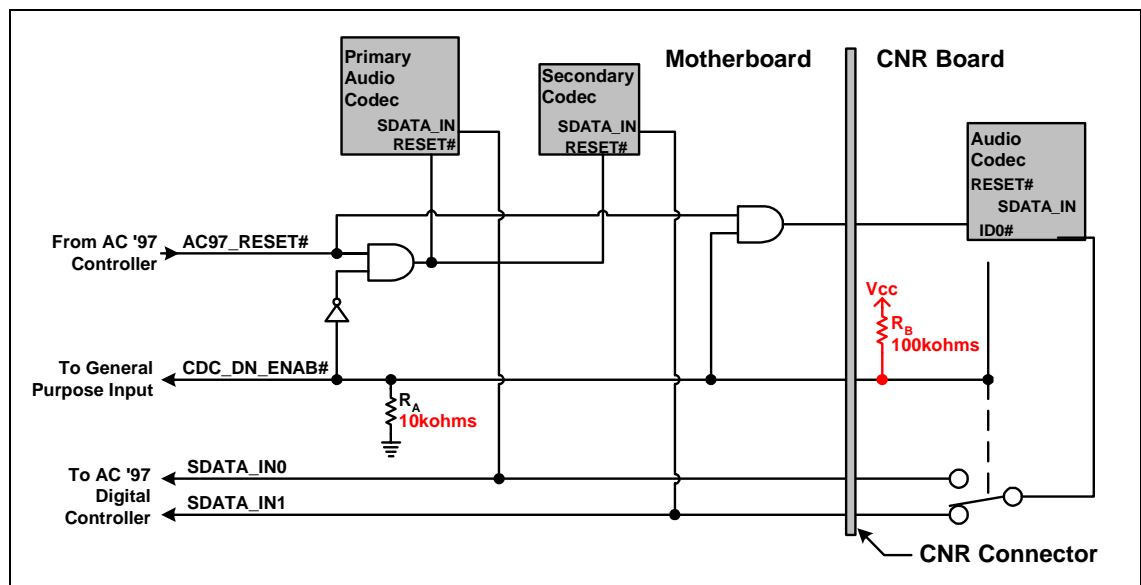 Motherboard
CNR Board
Primary
Audio
Codec
SDATA_IN
RESET#
Secondary
Codec
SDATA_IN
RESET#
Audio
Codec
RESET#
SDATA_IN
ID0#
From AC '97
Controller
AC97_RESET#
Vcc
RB
100kohms
To General
Purpose Input
CDC_DN_ENAB#
RA
10kohms
To AC '97
Digital
Controller
SDATA_IN0
SDATA_IN1
CNR Connector